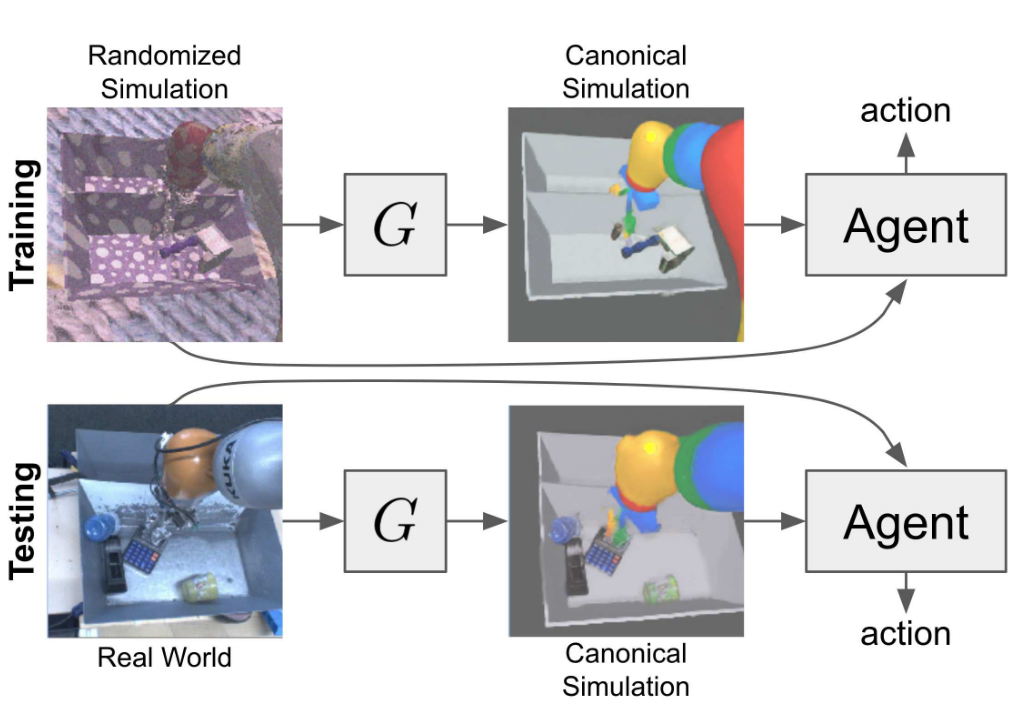 Randomized
Simulation
Canonical
Simulation
action
Training
G
Agent
Testing
KUKA
G
Agent
Real World
Canonical
Simulation
action